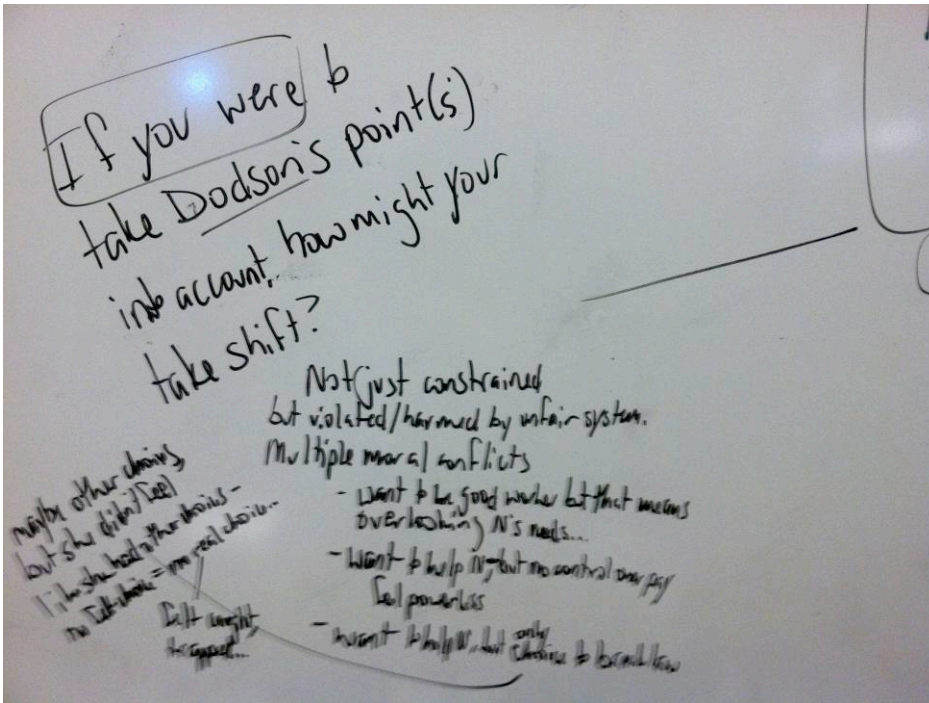 If you were b
take Dodson's point(s)
into account, how might your
take shift?
Not just constrained
but violated/harmed by unfair system.
Multiple moral conflicts
- want to be good worker but that means
overlooking N's needs...
- want to help N, but no control over pay
feel powerless
- want to help N, but only choice to break law
maybe other choices,
but she didn't feel
like she had other choices -
no felt choice = no real choice...
felt caught,
trapped...